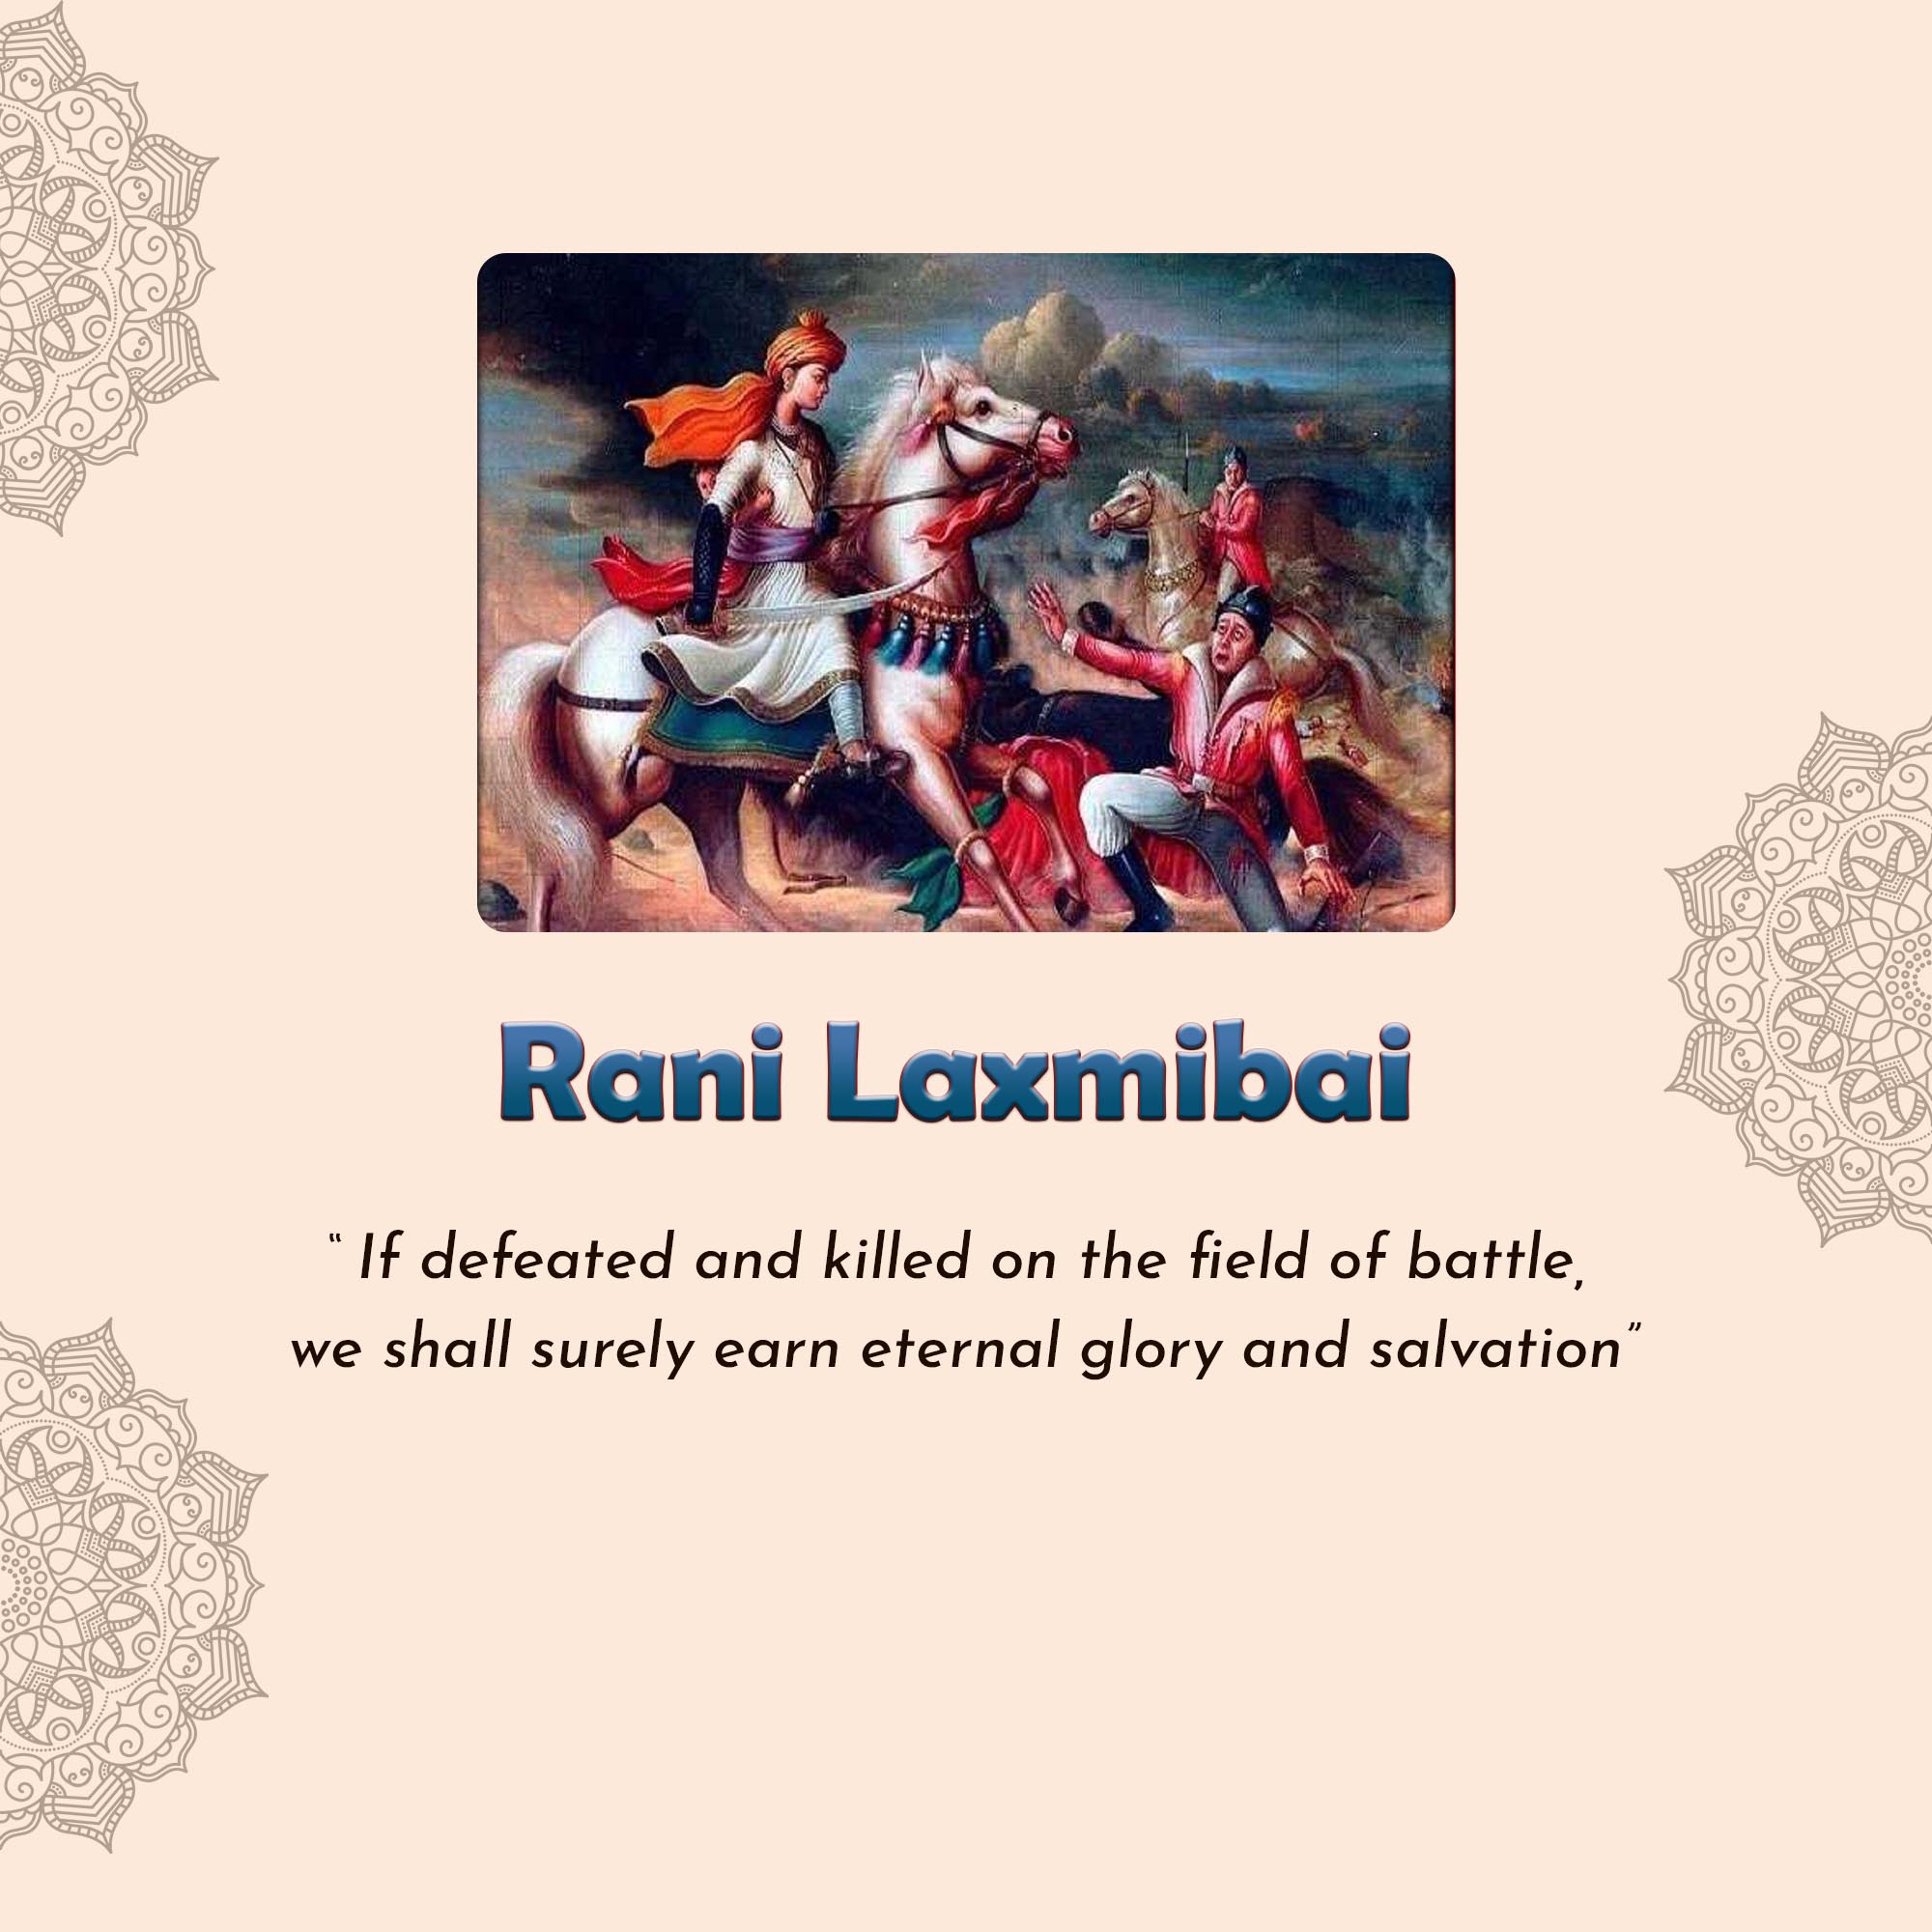 Rani Laxmibai
“ If defeated and killed on the field of battle,
we shall surely earn eternal glory and salvation”